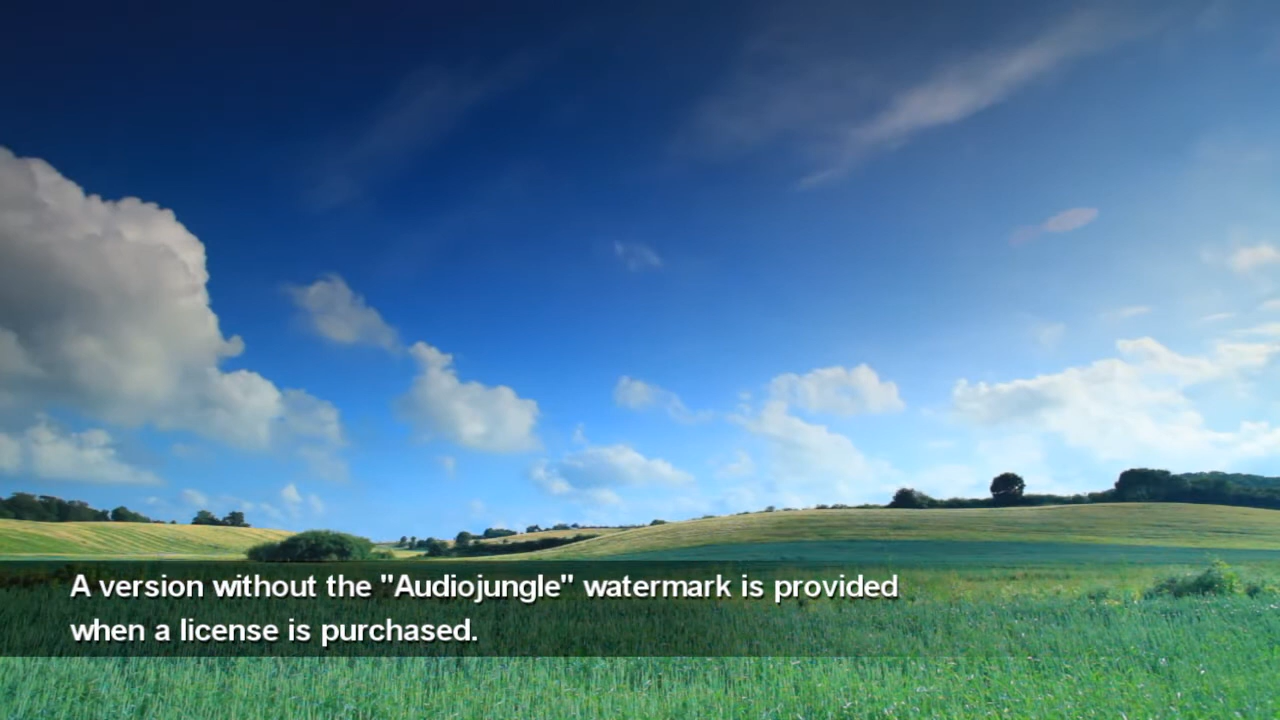 A version without the "Audiojungle" watermark is provided
when a license is purchased.